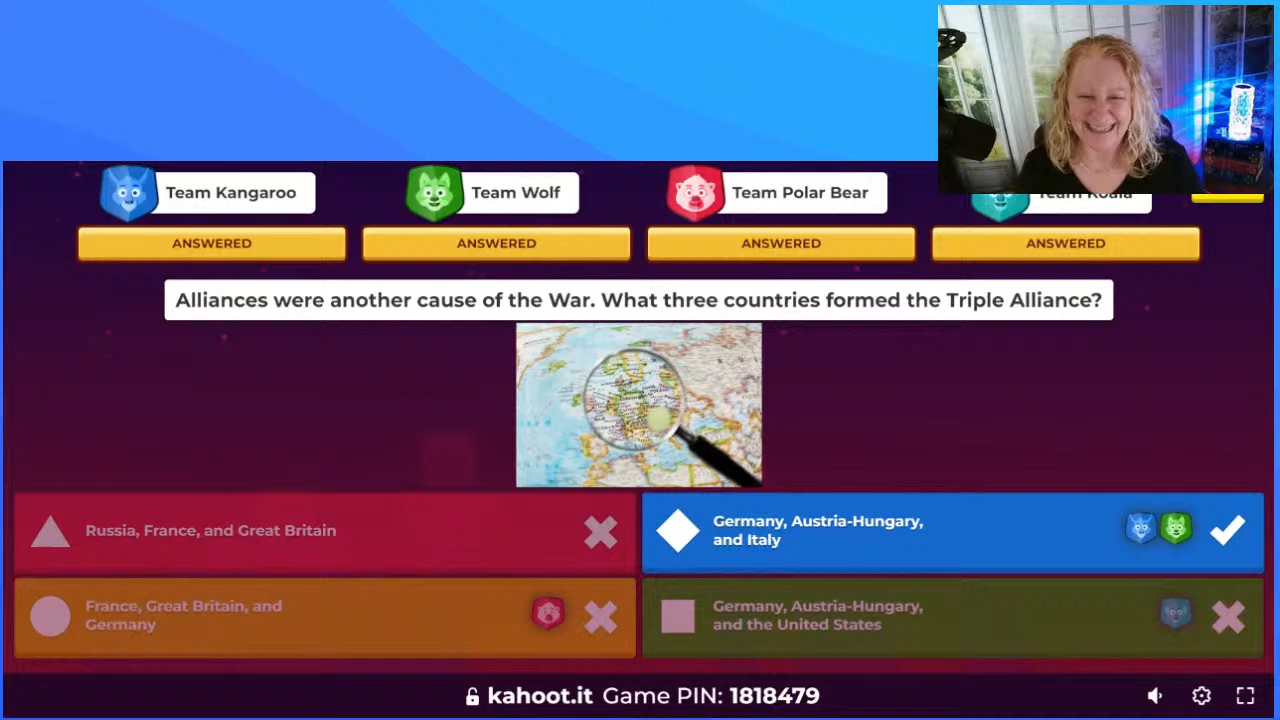 Team Kangaroo
Team Wolf
Team Polar Bear
Team Koala
ANSWERED
ANSWERED
ANSWERED
ANSWERED
Alliances were another cause of the War. What three countries formed the Triple Alliance?
Russia, France, and Great Britain
Germany, Austria-Hungary,
and Italy
France, Great Britain, and
Germany
Germany, Austria-Hungary,
and the United States
kahoot.it Game PIN: 1818479